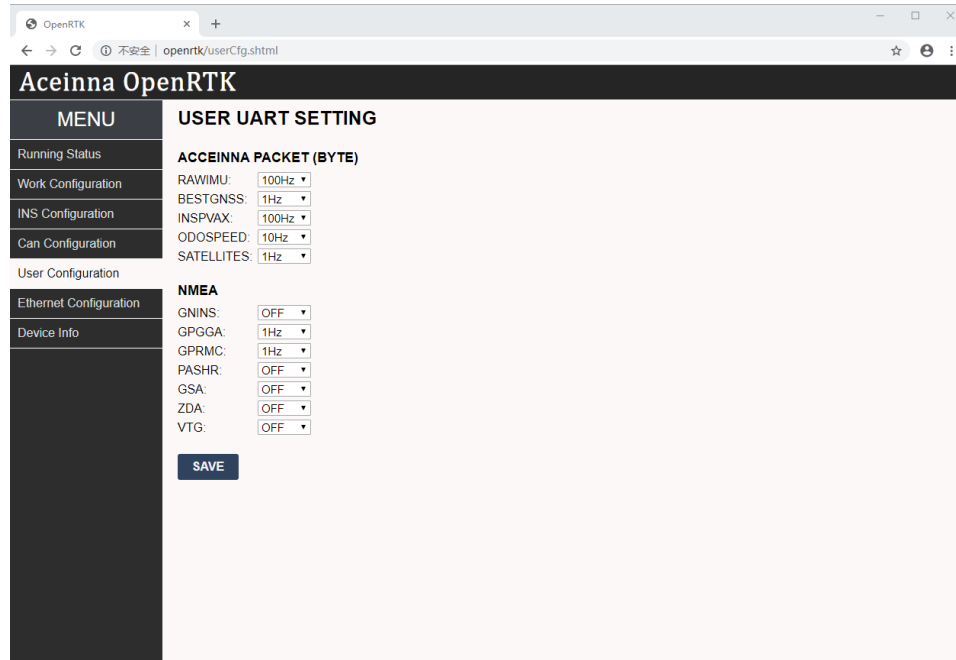 OpenRTK
不安全 | openrtk/userCfg.shtml
Aceinna OpenRTK
MENU
Running Status
Work Configuration
INS Configuration
Can Configuration
User Configuration
Ethernet Configuration
Device Info
USER UART SETTING
ACCEINNA PACKET (BYTE)
RAWIMU: 100Hz
BESTGNSS: 1Hz
INSPVAX: 100Hz
ODOSPEED: 10Hz
SATELLITES: 1Hz
NMEA
GNINS: OFF
GPGGA: 1Hz
GPRMC: 1Hz
PASHR: OFF
GSA: OFF
ZDA: OFF
VTG: OFF
SAVE